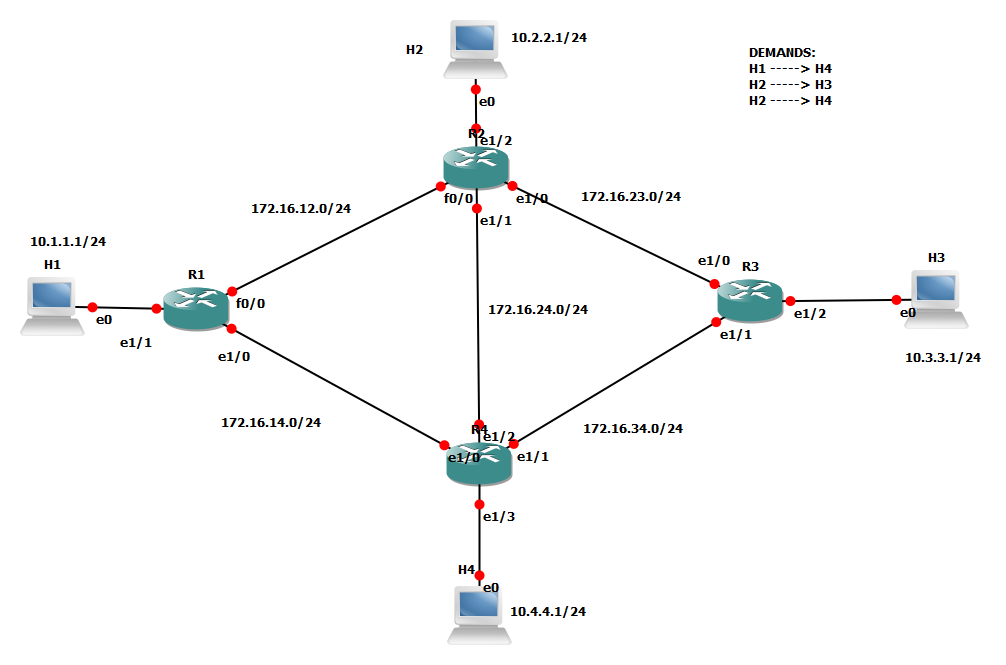 10.2.2.1/24
H2
DEMANDS:
H1 -----> H4
H2 -----> H3
H2 -----> H4
e0
R2
e1/2
f0/0
e1/0
e1/1
172.16.12.0/24
172.16.23.0/24
10.1.1.1/24
H1
R1
f0/0
e0
e1/1
e1/0
e1/0
R3
H3
e1/2
e0
e1/1
10.3.3.1/24
172.16.24.0/24
172.16.14.0/24
172.16.34.0/24
R4
e1/2
e1/0
e1/1
e1/3
H4
e0
10.4.4.1/24